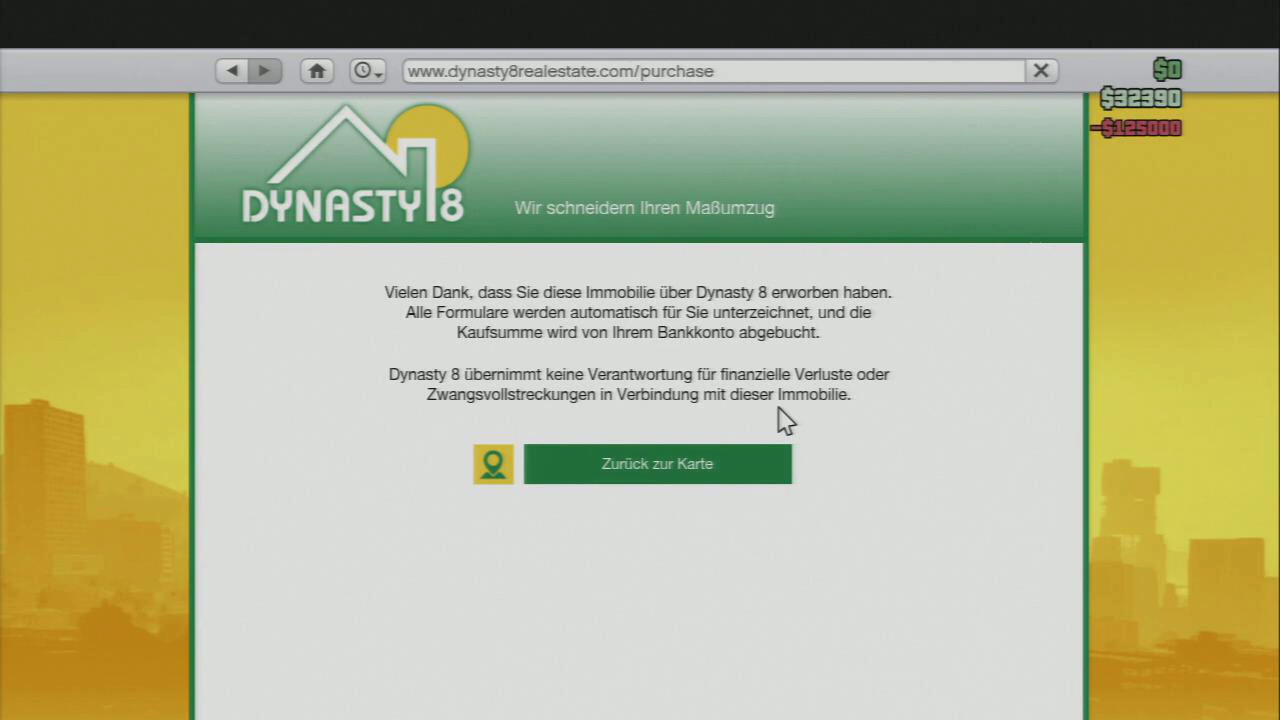 www.dynasty8realestate.com/purchase
$0
$32390
-$125000
DYNASTY 8
Wir schneidern Ihren Maßumzug
Vielen Dank, dass Sie diese Immobilie über Dynasty 8 erworben haben.
Alle Formulare werden automatisch für Sie unterzeichnet, und die
Kaufsumme wird von Ihrem Bankkonto abgebucht.
Dynasty 8 übernimmt keine Verantwortung für finanzielle Verluste oder
Zwangsvollstreckungen in Verbindung mit dieser Immobilie.
Zurück zur Karte